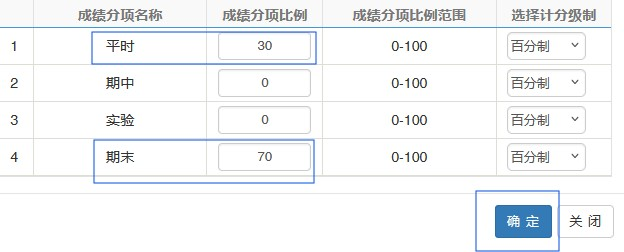 成绩分项名称 成绩分项比例 成绩分项比例范围 选择计分级制
1 平时 30 0-100 百分制
2 期中 0 0-100 百分制
3 实验 0 0-100 百分制
4 期末 70 0-100 百分制
确 定 关 闭